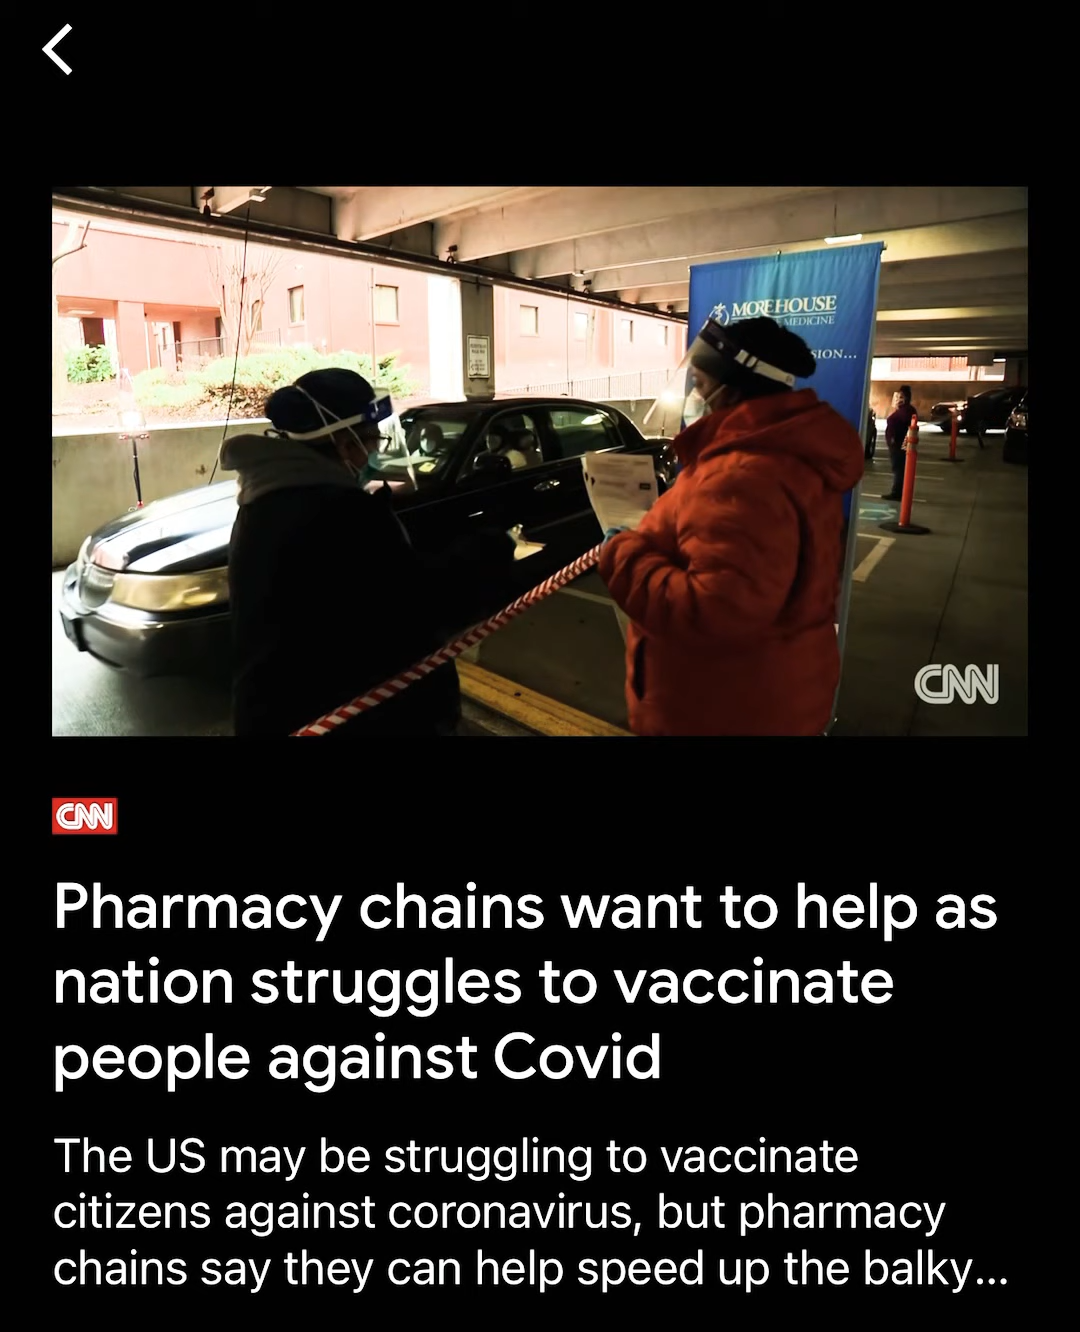 MOREHOUSE
MEDICINE
SION...
CNN
CNN
Pharmacy chains want to help as
nation struggles to vaccinate
people against Covid
The US may be struggling to vaccinate
citizens against coronavirus, but pharmacy
chains say they can help speed up the balky...